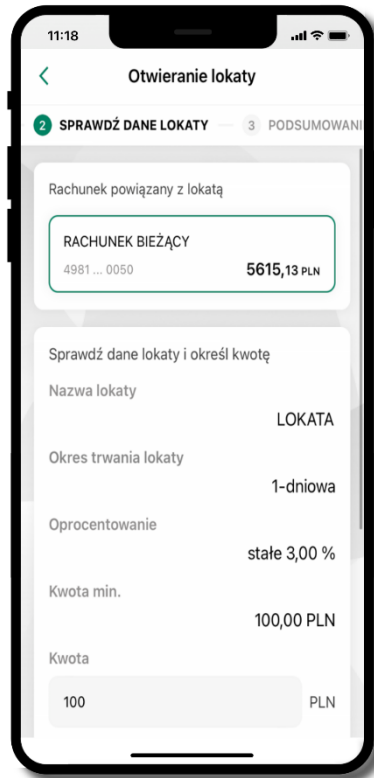 11:18
Otwieranie lokaty
2 SPRAWDŹ DANE LOKATY 3 PODSUMOWANI
Rachunek powiązany z lokatą
RACHUNEK BIEŻĄCY
4981 ... 0050 5615,13 PLN
Sprawdź dane lokaty i określ kwotę
Nazwa lokaty
LOKATA
Okres trwania lokaty
1-dniowa
Oprocentowanie
stałe 3,00 %
Kwota min.
100,00 PLN
Kwota
100 PLN